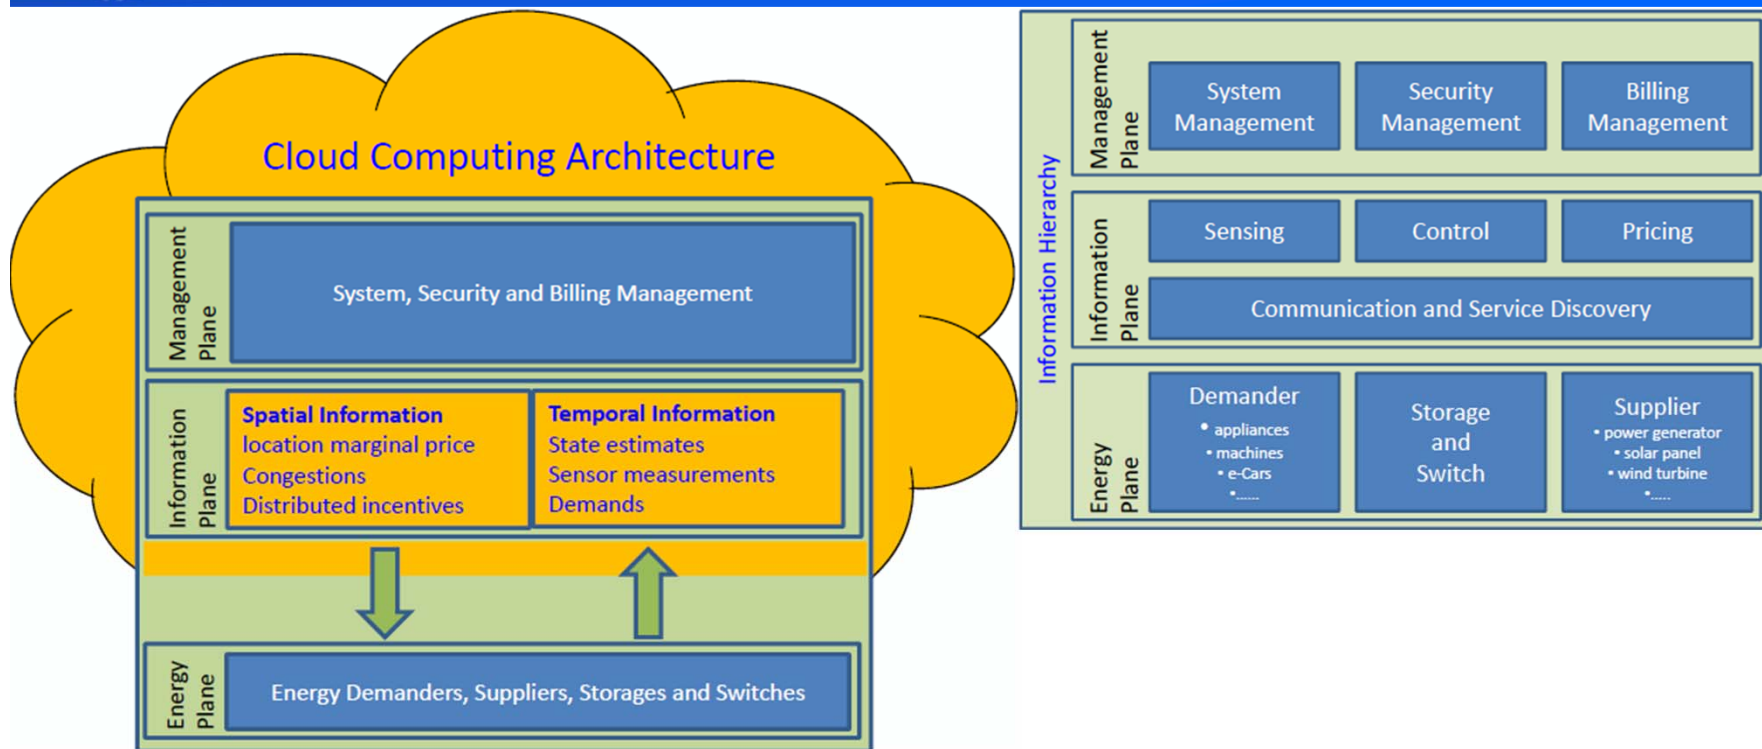 Cloud Computing Architecture
Management
Plane
System, Security and Billing Management
Information
Plane
Spatial Information
location marginal price
Congestions
Distributed incentives
Temporal Information
State estimates
Sensor measurements
Demands
Energy
Plane
Energy Demanders, Suppliers, Storages and Switches
Information Hierarchy
Management
Plane
System
Management
Security
Management
Billing
Management
Information
Plane
Sensing
Control
Pricing
Communication and Service Discovery
Energy
Plane
Demander
• appliances
• machines
• e-Cars
•......
Storage
and
Switch
Supplier
• power generator
• solar panel
• wind turbine
•.....